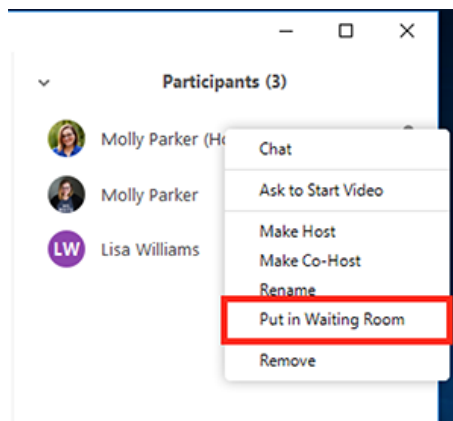 Participants (3)
Molly Parker (Ho
Molly Parker
LW Lisa Williams
Chat
Ask to Start Video
Make Host
Make Co-Host
Rename
Put in Waiting Room
Remove